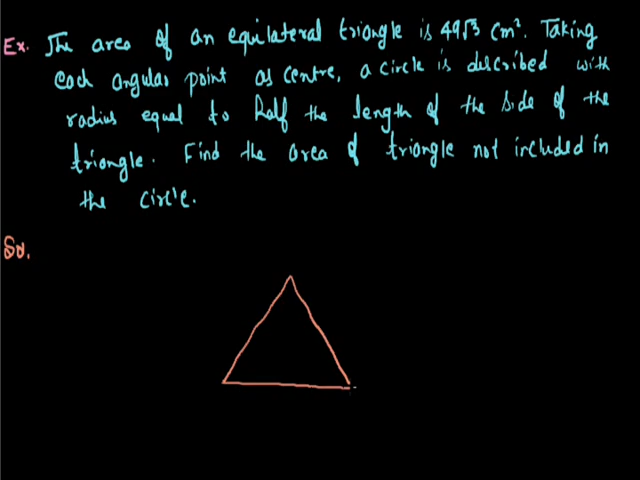 Ex. The area of an equilateral triangle is 49√3 cm². Taking
each angular point as centre, a circle is described with
radius equal to half the length of the side of the
triangle. Find the area of triangle not included in
the circle.
Sol.